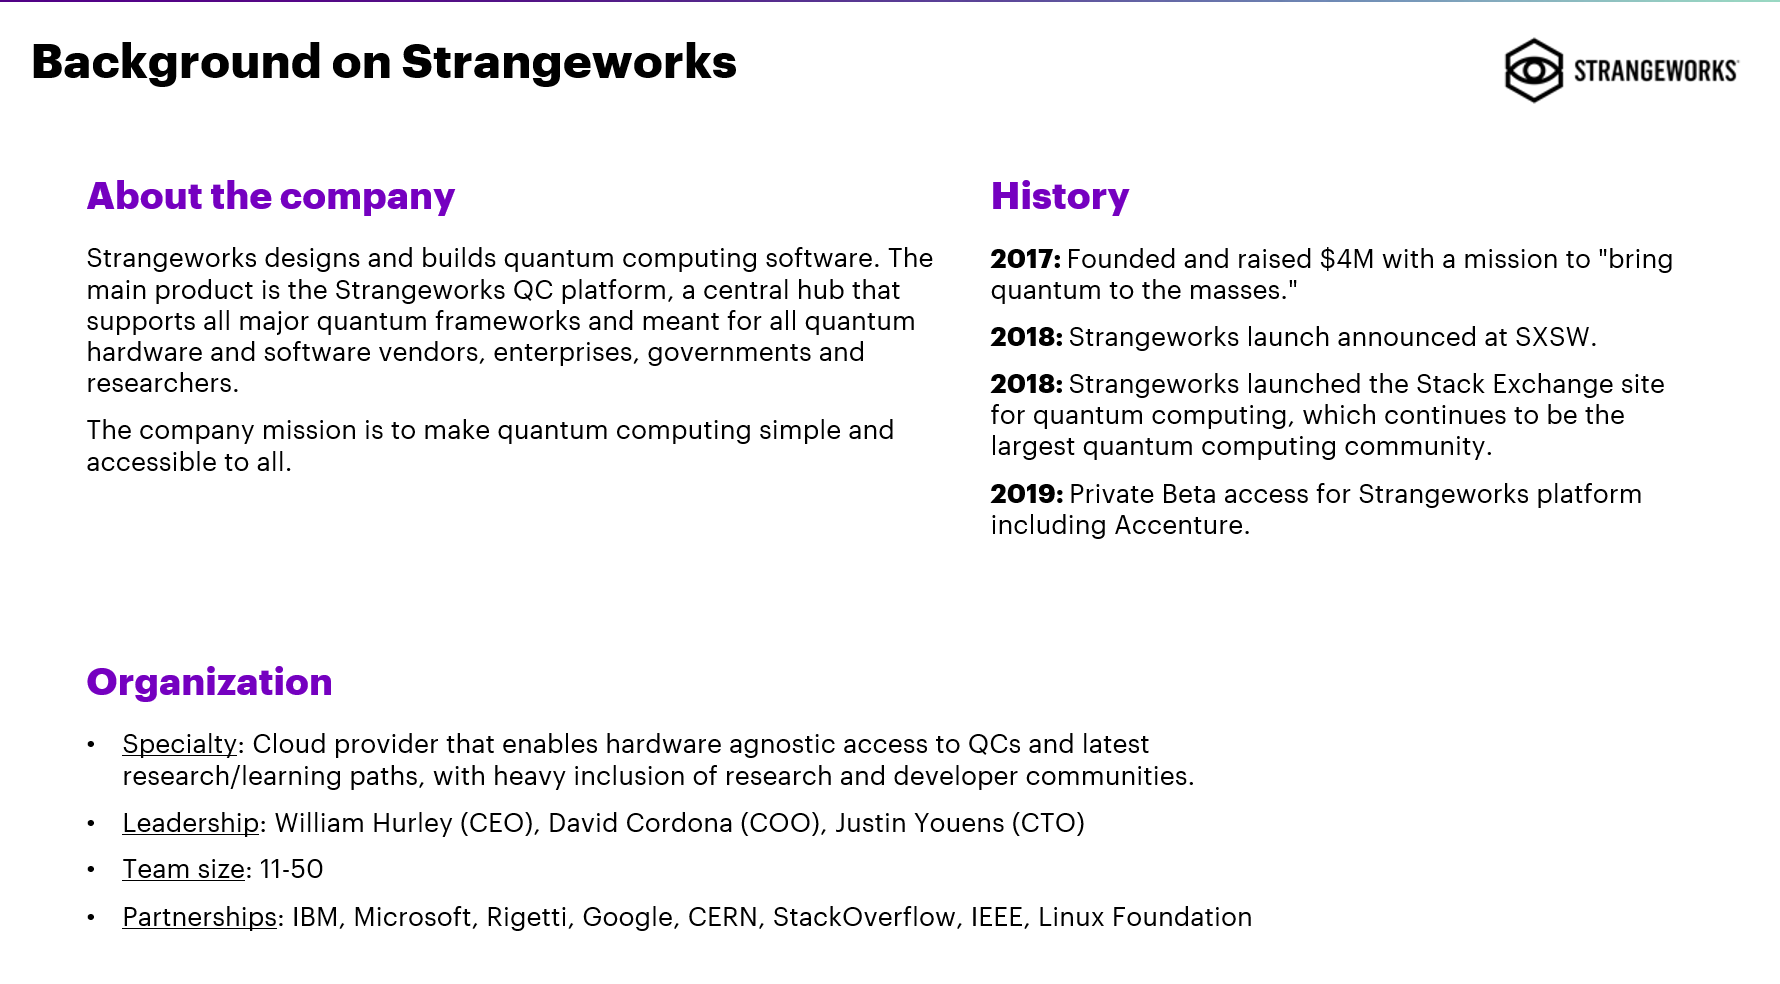 Background on Strangeworks
STRANGEWORKS
About the company
Strangeworks designs and builds quantum computing software. The
main product is the Strangeworks QC platform, a central hub that
supports all major quantum frameworks and meant for all quantum
hardware and software vendors, enterprises, governments and
researchers.
The company mission is to make quantum computing simple and
accessible to all.
History
2017: Founded and raised $4M with a mission to "bring
quantum to the masses."
2018: Strangeworks launch announced at SXSW.
2018: Strangeworks launched the Stack Exchange site
for quantum computing, which continues to be the
largest quantum computing community.
2019: Private Beta access for Strangeworks platform
including Accenture.
Organization
• Specialty: Cloud provider that enables hardware agnostic access to QCs and latest
research/learning paths, with heavy inclusion of research and developer communities.
• Leadership: William Hurley (CEO), David Cordona (COO), Justin Youens (CTO)
• Team size: 11-50
• Partnerships: IBM, Microsoft, Rigetti, Google, CERN, StackOverflow, IEEE, Linux Foundation